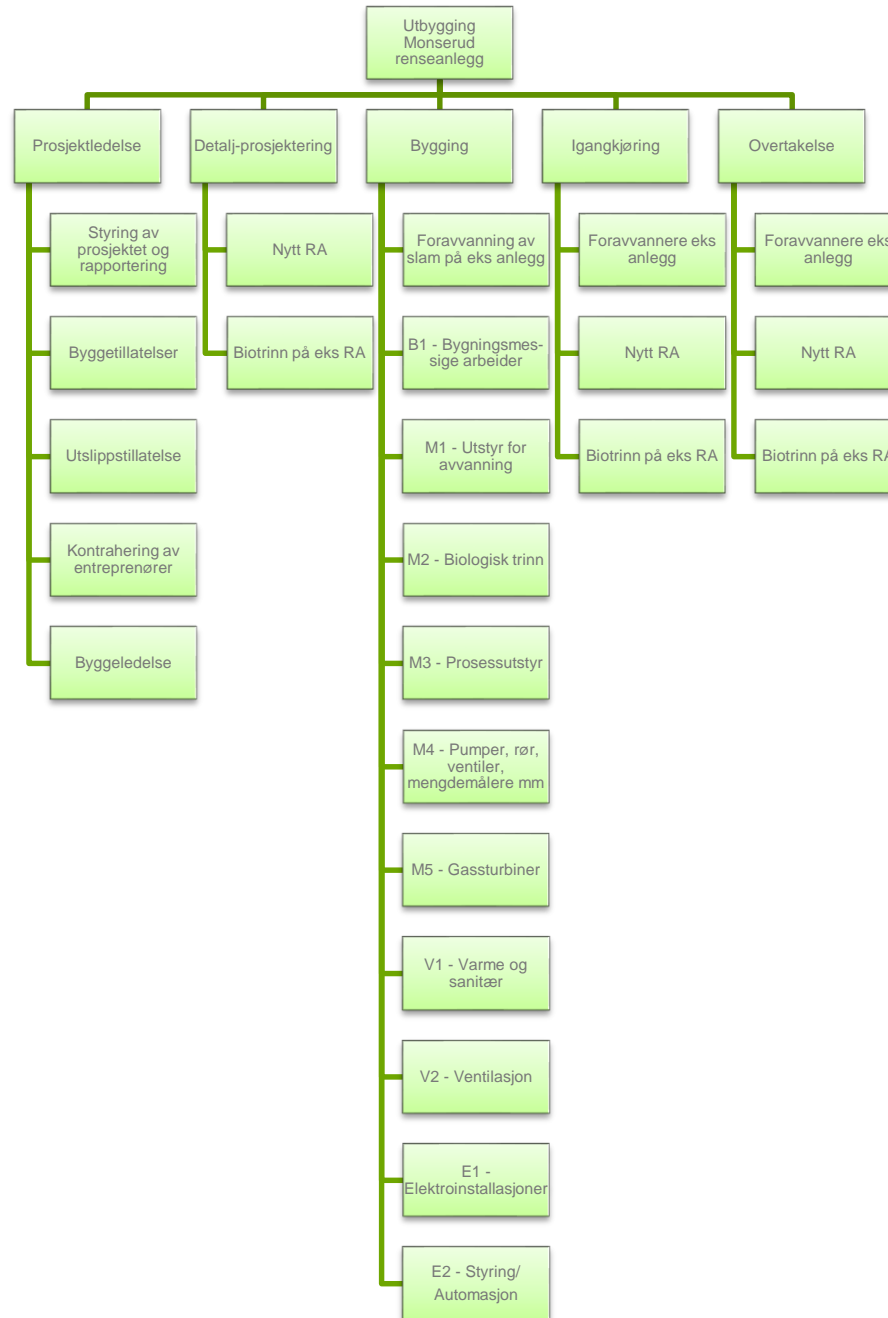 Utbygging
Monserud
renseanlegg
Prosjektledelse
Detalj-prosjektering
Bygging
Igangkjøring
Overtakelse
Styring av
prosjektet og
rapportering
Byggetillatelser
Utslippstillatelse
Kontrahering av
entreprenører
Byggeledelse
Nytt RA
Biotrinn på eks RA
Foravvanning av
slam på eks anlegg
B1 - Bygningsmes-
sige arbeider
M1 - Utstyr for
avvanning
M2 - Biologisk trinn
M3 - Prosessutstyr
M4 - Pumper, rør,
ventiler,
mengdemålere mm
M5 - Gassturbiner
V1 - Varme og
sanitær
V2 - Ventilasjon
E1 -
Elektroinstallasjoner
E2 - Styring/
Automasjon
Foravvannere eks
anlegg
Nytt RA
Biotrinn på eks RA
Foravvannere eks
anlegg
Nytt RA
Biotrinn på eks RA